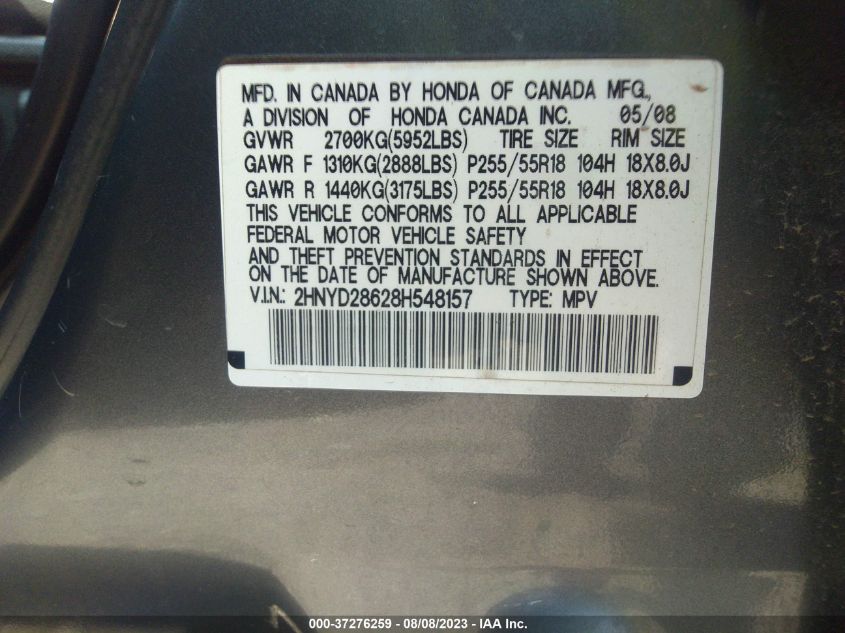 MFD. IN CANADA BY HONDA OF CANADA MFG.,
A DIVISION OF HONDA CANADA INC. 05/08
GVWR 2700KG(5952LBS) TIRE SIZE RIM SIZE
GAWR F 1310KG(2888LBS) P255/55R18 104H 18X8.0J
GAWR R 1440KG(3175LBS) P255/55R18 104H 18X8.0J
THIS VEHICLE CONFORMS TO ALL APPLICABLE
FEDERAL MOTOR VEHICLE SAFETY
AND THEFT PREVENTION STANDARDS IN EFFECT
ON THE DATE OF MANUFACTURE SHOWN ABOVE.
V.I.N.: 2HNYD28628H548157 TYPE: MPV
000-37276259 - 08/08/2023 - IAA Inc.